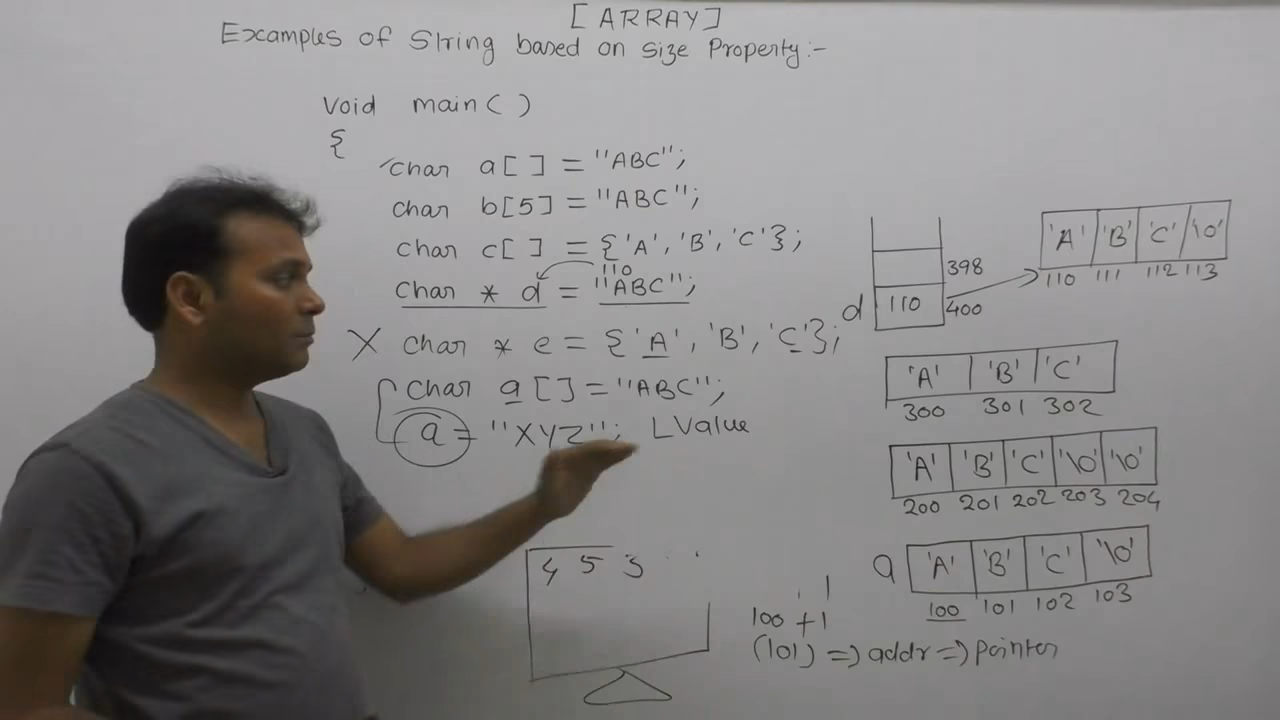 [ARRAY]
Examples of String based on size Property:-
Void main()
{
char a[] = "ABC";
char b[5] = "ABC";
char c[] = {'A', 'B', 'C'};
110
char * d = "ABC";
X char * e = {'A', 'B', 'C'};
char a[] = "ABC";
a = "XYZ"; LValue
4 5 3
398
d 110 400
'A' 'B' 'C' '\0'
110 111 112 113
'A' 'B' 'C'
300 301 302
'A' 'B' 'C' '\0' '\0'
200 201 202 203 204
a 'A' 'B' 'C' '\0'
100 101 102 103
1
100 + 1
(101) => addr => pointer